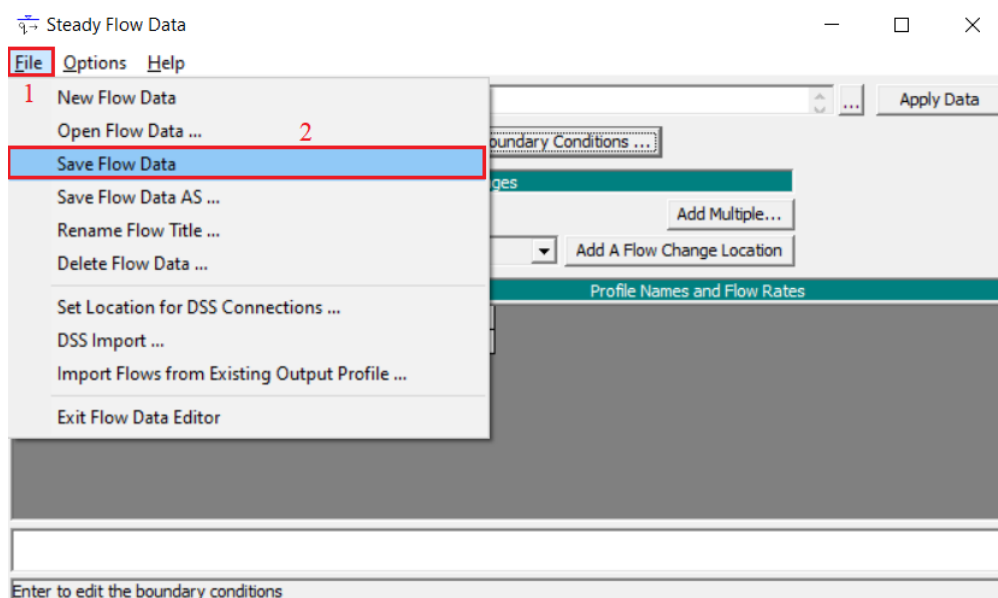 Steady Flow Data
File Options Help
1
New Flow Data
... Apply Data
Open Flow Data ...
2
oundary Conditions ...
Save Flow Data
ges
Save Flow Data AS ...
Add Multiple...
Rename Flow Title ...
Add A Flow Change Location
Delete Flow Data ...
Profile Names and Flow Rates
Set Location for DSS Connections ...
DSS Import ...
Import Flows from Existing Output Profile ...
Exit Flow Data Editor
Enter to edit the boundary conditions